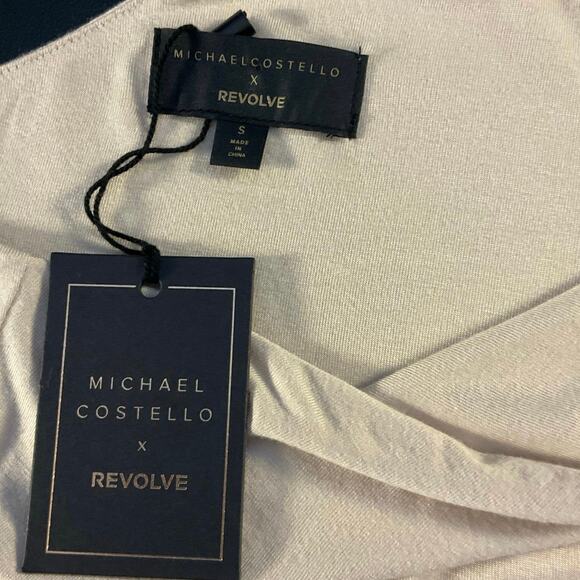 MICHAELCOSTELLO
X
REVOLVE
S
MADE
IN
CHINA
MICHAEL
COSTELLO
X
REVOLVE